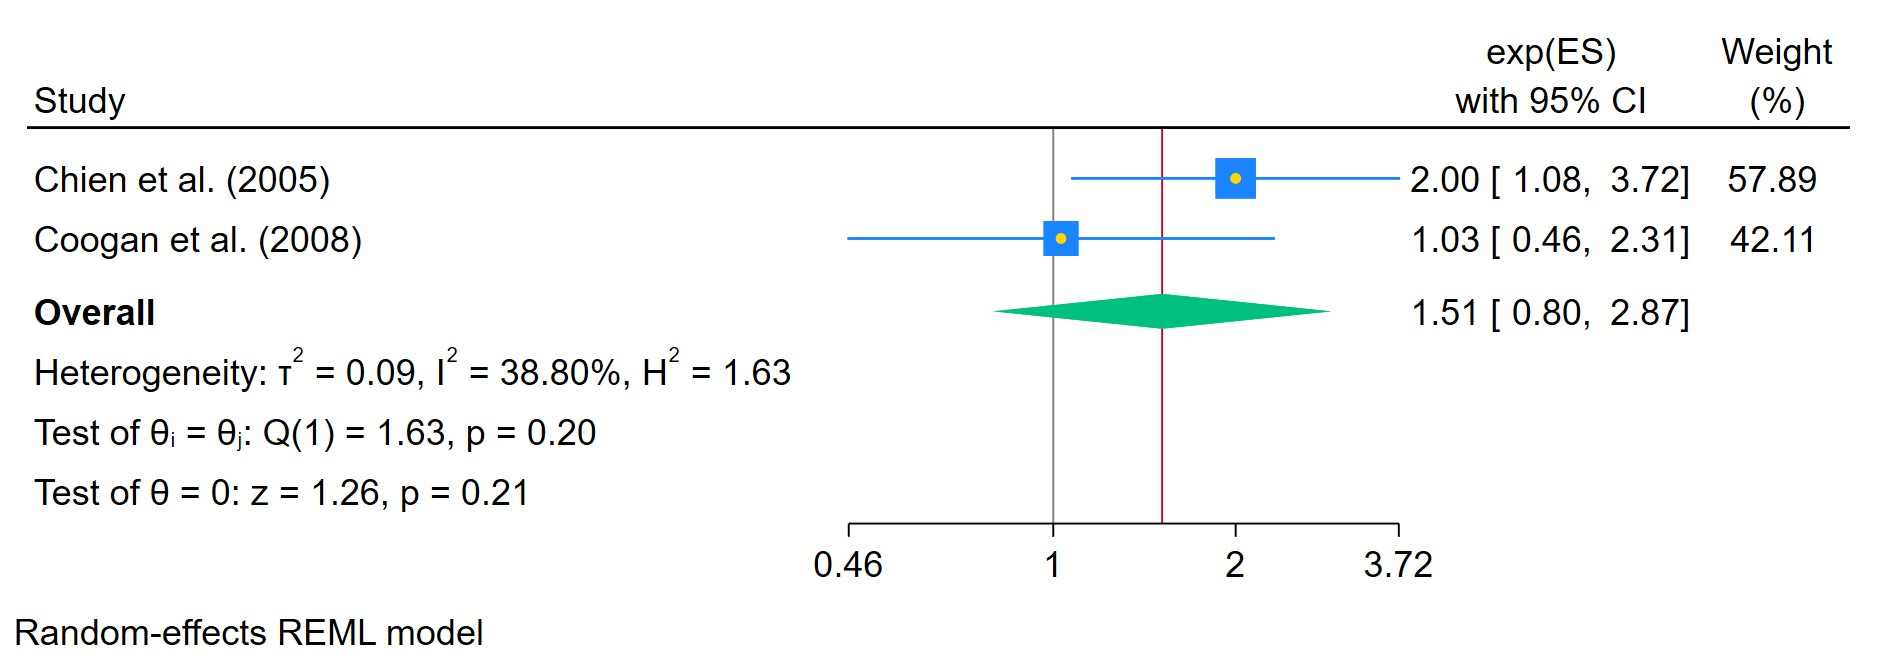 exp(ES) Weight
Study with 95% CI (%)
Chien et al. (2005) 2.00 [ 1.08, 3.72] 57.89
Coogan et al. (2008) 1.03 [ 0.46, 2.31] 42.11
Overall 1.51 [ 0.80, 2.87]
Heterogeneity: τ² = 0.09, I² = 38.80%, H² = 1.63
Test of θᵢ = θⱼ: Q(1) = 1.63, p = 0.20
Test of θ = 0: z = 1.26, p = 0.21
0.46 1 2 3.72
Random-effects REML model